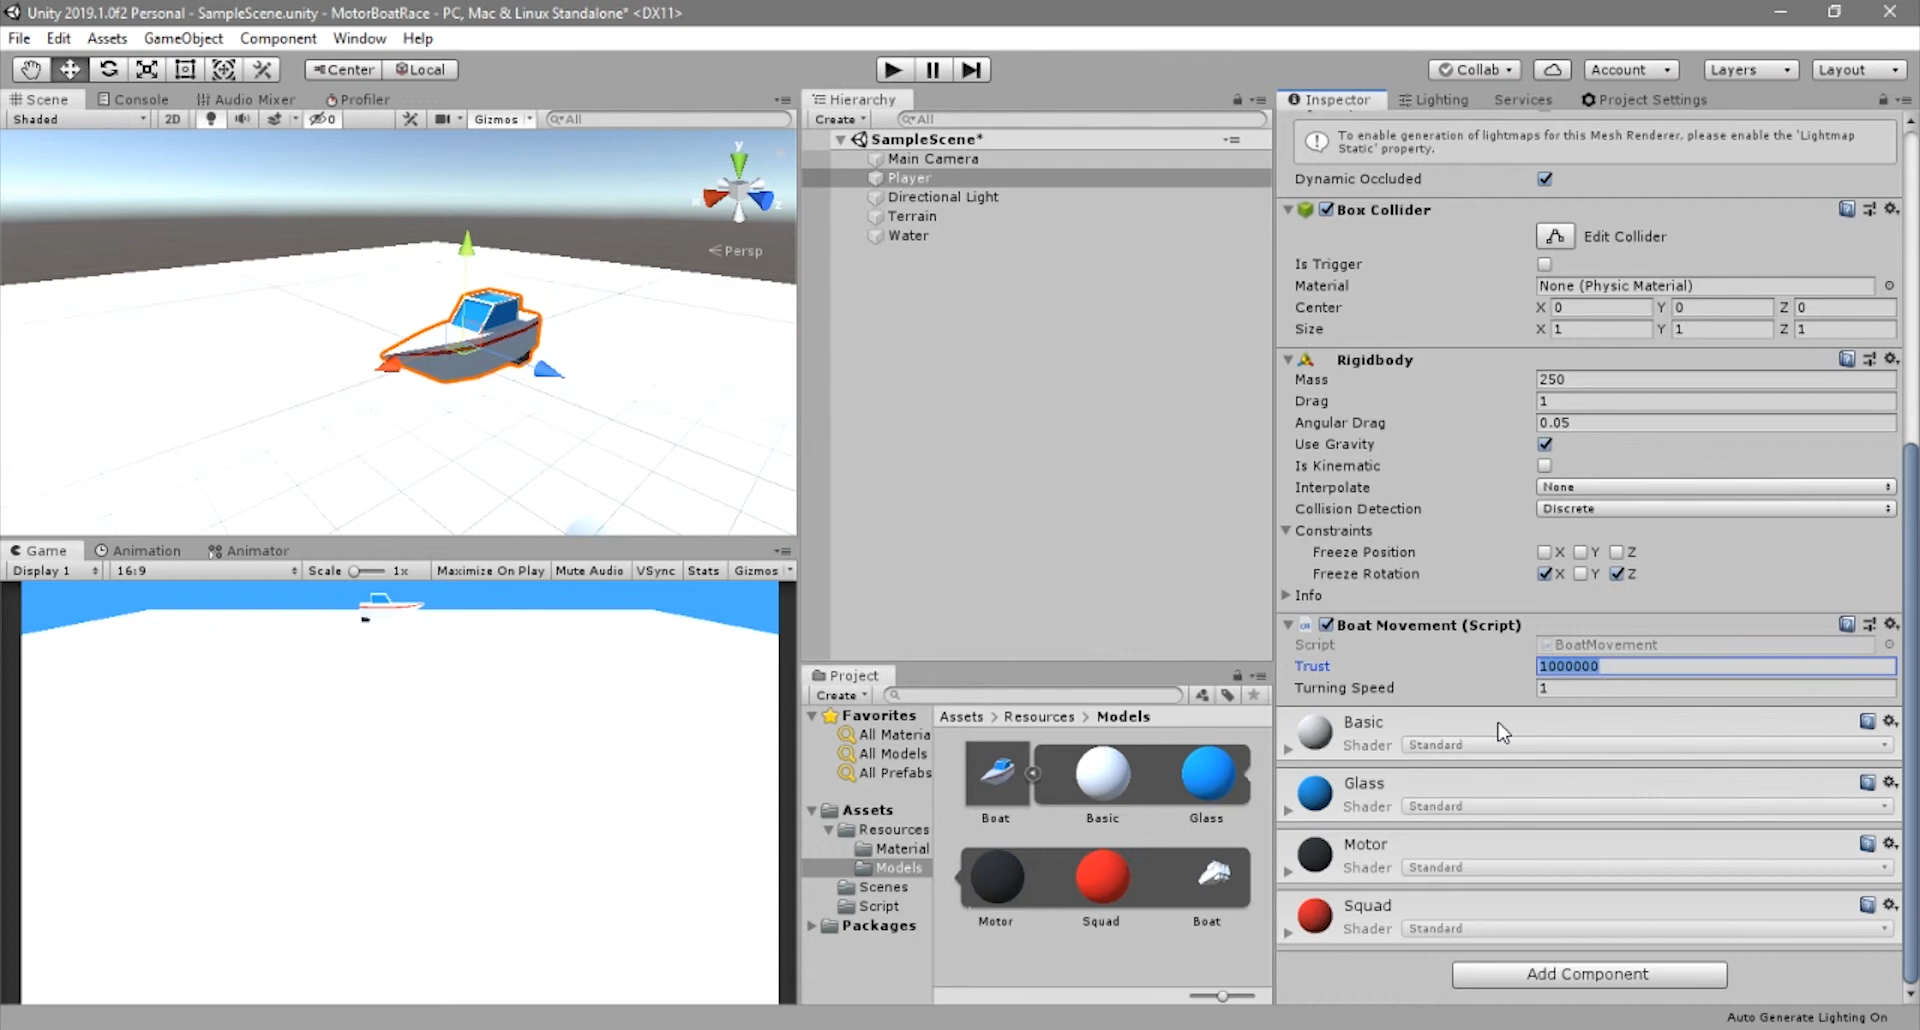 Unity 2019.1.0f2 Personal - SampleScene.unity - MotorBoatRace - PC, Mac & Linux Standalone* <DX11>
File Edit Assets GameObject Component Window Help
Center Local Collab Account Layers Layout
Scene Console Audio Mixer Profiler
Shaded 2D 0 Gizmos All
y
x
z
Persp
Game Animation Animator
Display 1 16:9 Scale 1x Maximize On Play Mute Audio VSync Stats Gizmos
Hierarchy
Create All
SampleScene*
Main Camera
Player
Directional Light
Terrain
Water
Project
Create
Favorites
All Materia
All Models
All Prefabs
Assets
Resources
Material
Models
Scenes
Script
Packages
Assets > Resources > Models
Boat Basic Glass
Motor Squad Boat
Inspector Lighting Services Project Settings
To enable generation of lightmaps for this Mesh Renderer, please enable the 'Lightmap
Static' property.
Dynamic Occluded
Box Collider
Edit Collider
Is Trigger
Material None (Physic Material)
Center X 0 Y 0 Z 0
Size X 1 Y 1 Z 1
Rigidbody
Mass 250
Drag 1
Angular Drag 0.05
Use Gravity
Is Kinematic
Interpolate None
Collision Detection Discrete
Constraints
Freeze Position X Y Z
Freeze Rotation X Y Z
Info
Boat Movement (Script)
Script BoatMovement
Trust 1000000
Turning Speed 1
Basic
Shader Standard
Glass
Shader Standard
Motor
Shader Standard
Squad
Shader Standard
Add Component
Auto Generate Lighting On